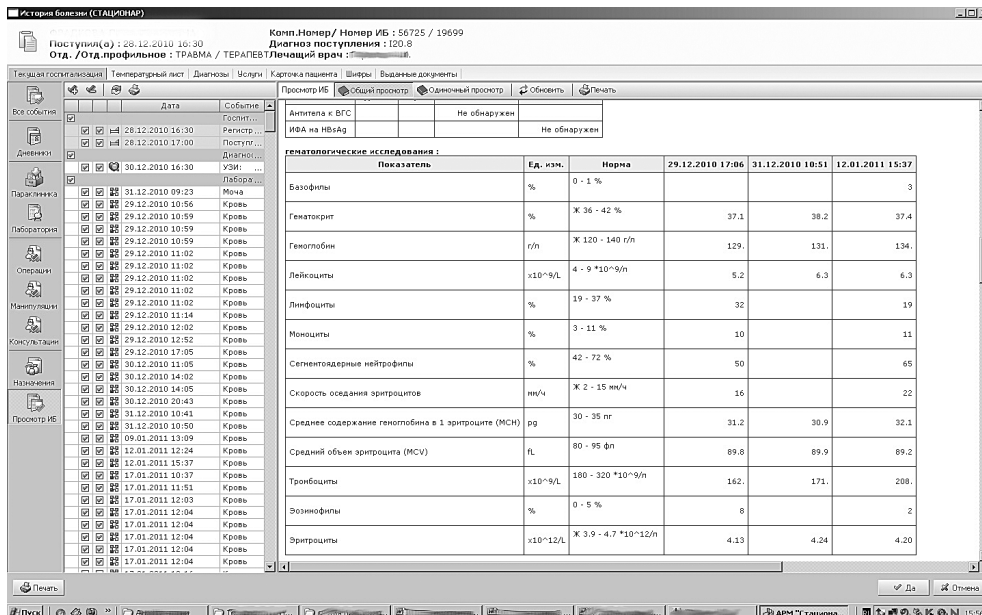 История болезни (СТАЦИОНАР)
Комп.Номер/ Номер ИБ : 56725 / 19699
Поступил(а) : 28.12.2010 16:30
Диагноз поступления : I20.8
Отд. /Отд.профильное : ТРАВМА / ТЕРАПЕВТ
Лечащий врач :
Текущая госпитализация Температурный лист Диагнозы Услуги Карточка пациента Шифры Выданные документы
Все события
Дневники
Параклиника
Лаборатория
Операции
Манипуляции
Консультации
Назначения
Просмотр ИБ
Дата Событие
Госпит...
28.12.2010 16:30 Регистр...
28.12.2010 17:00 Поступл...
Диагно...
30.12.2010 16:30 УЗИ: ...
Лабора...
31.12.2010 09:23 Моча
29.12.2010 10:56 Кровь
29.12.2010 10:59 Кровь
29.12.2010 10:59 Кровь
29.12.2010 10:59 Кровь
29.12.2010 11:02 Кровь
29.12.2010 11:02 Кровь
29.12.2010 11:02 Кровь
29.12.2010 11:02 Кровь
29.12.2010 11:02 Кровь
29.12.2010 11:14 Кровь
29.12.2010 12:02 Кровь
29.12.2010 12:52 Кровь
29.12.2010 17:05 Кровь
30.12.2010 11:05 Кровь
30.12.2010 14:02 Кровь
30.12.2010 14:05 Кровь
30.12.2010 20:43 Кровь
31.12.2010 10:41 Кровь
31.12.2010 10:50 Кровь
09.01.2011 13:09 Кровь
12.01.2011 12:24 Кровь
12.01.2011 15:37 Кровь
17.01.2011 10:37 Кровь
17.01.2011 11:51 Кровь
17.01.2011 12:03 Кровь
17.01.2011 12:04 Кровь
17.01.2011 12:04 Кровь
17.01.2011 12:04 Кровь
17.01.2011 12:04 Кровь
17.01.2011 12:04 Кровь
Просмотр ИБ Общий просмотр Одиночный просмотр Обновить Печать
Антитела к ВГС Не обнаружен
ИФА на HBsAg Не обнаружен
гематологические исследования :
Показатель Ед. изм. Норма 29.12.2010 17:06 31.12.2010 10:51 12.01.2011 15:37
Базофилы % 0 - 1 % 3
Гематокрит % Ж 36 - 42 % 37.1 38.2 37.4
Гемоглобин г/л Ж 120 - 140 г/л 129. 131. 134.
Лейкоциты x10^9/L 4 - 9 *10^9/л 5.2 6.3 6.3
Лимфоциты % 19 - 37 % 32 19
Моноциты % 3 - 11 % 10 11
Сегментоядерные нейтрофилы % 42 - 72 % 50 65
Скорость оседания эритроцитов мм/ч Ж 2 - 15 мм/ч 16 22
Среднее содержание гемоглобина в 1 эритроците (MCH) pg 30 - 35 пг 31.2 30.9 32.1
Средний объем эритроцита (MCV) fL 80 - 95 фл 89.8 89.9 89.2
Тромбоциты x10^9/L 180 - 320 *10^9/л 162. 171. 208.
Эозинофилы % 0 - 5 % 8 2
Эритроциты x10^12/L Ж 3.9 - 4.7 *10^12/л 4.13 4.24 4.20
Печать Да Отмена
Пуск АРМ "Стациона... 15:56